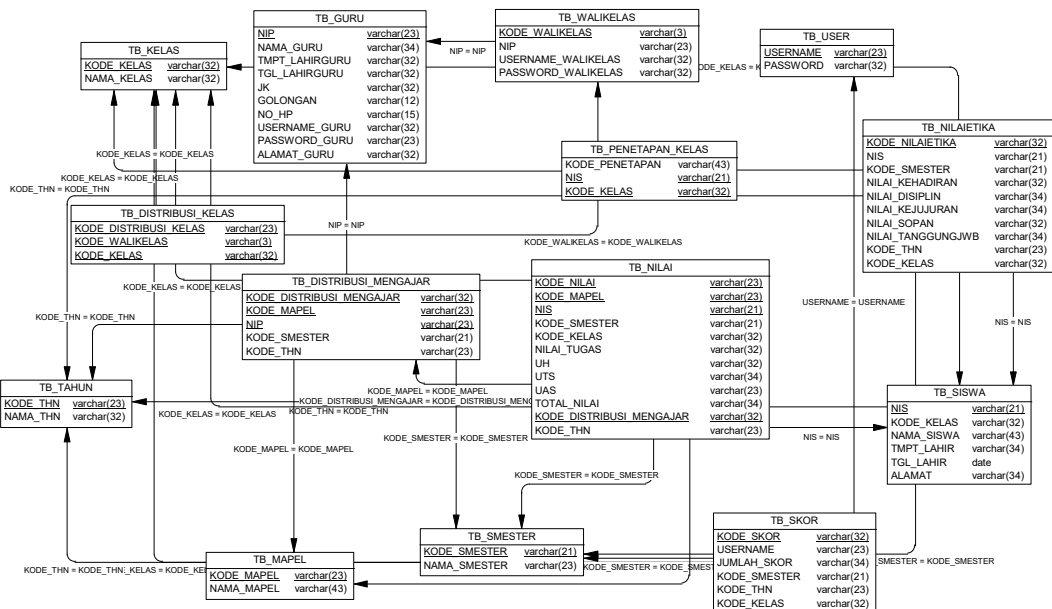 TB_GURU
NIP varchar(23)
NAMA_GURU varchar(34)
TMPT_LAHIRGURU varchar(32)
TGL_LAHIRGURU varchar(32)
JK varchar(32)
GOLONGAN varchar(12)
NO_HP varchar(15)
USERNAME_GURU varchar(32)
PASSWORD_GURU varchar(23)
ALAMAT_GURU varchar(32)
TB_WALIKELAS
KODE_WALIKELAS varchar(3)
NIP varchar(23)
USERNAME_WALIKELAS varchar(32)
PASSWORD_WALIKELAS varchar(32)
TB_USER
USERNAME varchar(23)
PASSWORD varchar(32)
TB_KELAS
KODE_KELAS varchar(32)
NAMA_KELAS varchar(32)
NIP = NIP
TB_NILAIETIKA
KODE_NILAIETIKA varchar(32)
NIS varchar(21)
KODE_SMESTER varchar(21)
NILAI_KEHADIRAN varchar(32)
NILAI_DISIPLIN varchar(34)
NILAI_KEJUJURAN varchar(34)
NILAI_SOPAN varchar(32)
NILAI_TANGGUNGJWB varchar(34)
KODE_THN varchar(23)
KODE_KELAS varchar(32)
TB_PENETAPAN_KELAS
KODE_PENETAPAN varchar(43)
NIS varchar(21)
KODE_KELAS varchar(32)
KODE_KELAS = KODE_KELAS
KODE_KELAS = KODE_KELAS
KODE_THN = KODE_THN
TB_DISTRIBUSI_KELAS
KODE_DISTRIBUSI_KELAS varchar(23)
KODE_WALIKELAS varchar(3)
KODE_KELAS varchar(32)
NIP = NIP
KODE_WALIKELAS = KODE_WALIKELAS
TB_DISTRIBUSI_MENGAJAR
KODE_DISTRIBUSI_MENGAJAR varchar(32)
KODE_MAPEL varchar(23)
NIP varchar(23)
KODE_SMESTER varchar(21)
KODE_THN varchar(23)
KODE_KELAS = KODE_KELAS
KODE_THN = KODE_THN
TB_NILAI
KODE_NILAI varchar(23)
KODE_MAPEL varchar(23)
NIS varchar(21)
KODE_SMESTER varchar(21)
KODE_KELAS varchar(32)
NILAI_TUGAS varchar(32)
UH varchar(32)
UTS varchar(34)
UAS varchar(23)
TOTAL_NILAI varchar(34)
KODE_DISTRIBUSI_MENGAJAR varchar(32)
KODE_THN varchar(23)
USERNAME = USERNAME
NIS = NIS
TB_TAHUN
KODE_THN varchar(23)
NAMA_THN varchar(32)
KODE_MAPEL = KODE_MAPEL
KODE_DISTRIBUSI_MENGAJAR = KODE_DISTRIBUSI_MENG
KODE_KELAS = KODE_KELAS
KODE_THN = KODE_THN
TB_SISWA
NIS varchar(21)
KODE_KELAS varchar(32)
NAMA_SISWA varchar(43)
TMPT_LAHIR varchar(34)
TGL_LAHIR date
ALAMAT varchar(34)
KODE_SMESTER = KODE_SMESTER
NIS = NIS
KODE_MAPEL = KODE_MAPEL
KODE_SMESTER = KODE_SMESTER
TB_SMESTER
KODE_SMESTER varchar(21)
NAMA_SMESTER varchar(23)
TB_SKOR
KODE_SKOR varchar(32)
USERNAME varchar(23)
JUMLAH_SKOR varchar(34)
KODE_SMESTER varchar(21)
KODE_THN varchar(23)
KODE_KELAS varchar(32)
TB_MAPEL
KODE_MAPEL varchar(23)
NAMA_MAPEL varchar(43)
SMESTER = KODE_SMESTER